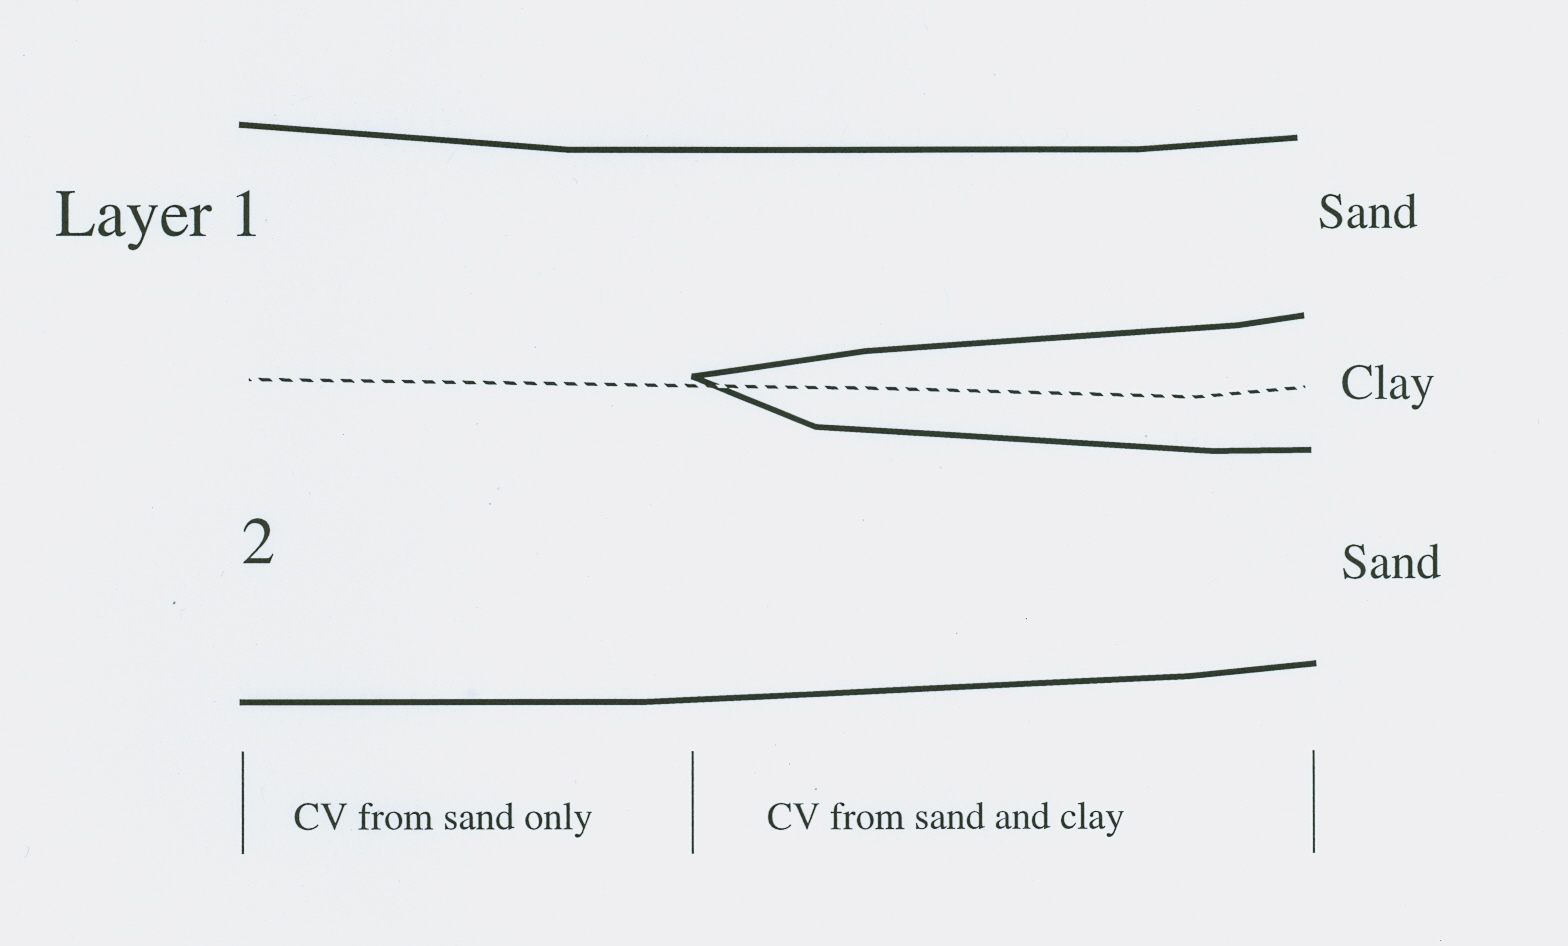 Layer 1
Sand
Clay
2
Sand
CV from sand only
CV from sand and clay